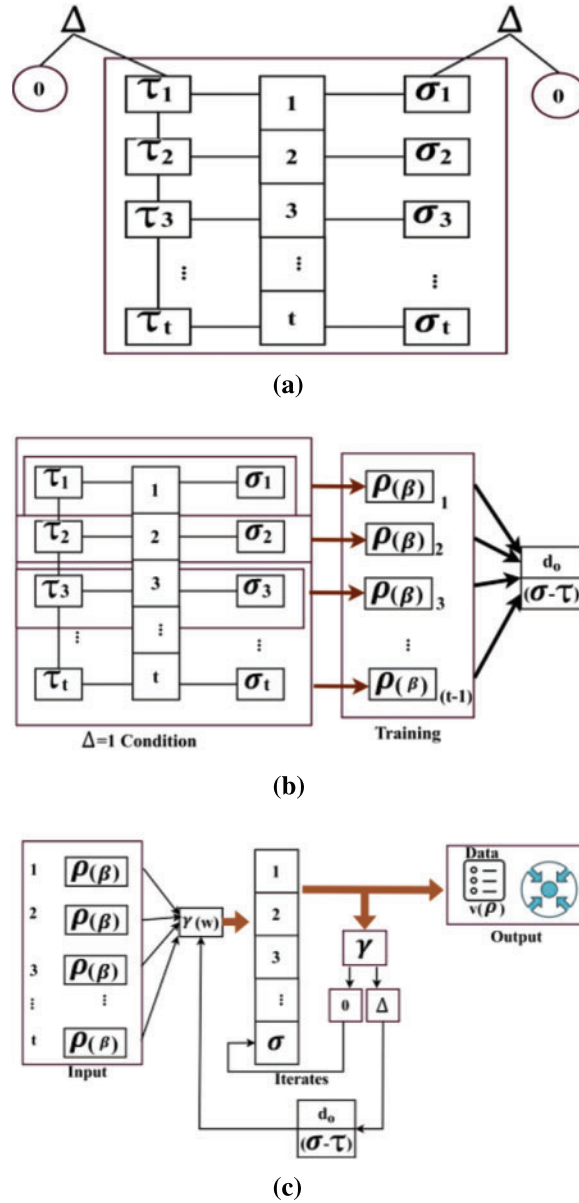 Δ Δ
0 τ1 1 σ1 0
τ2 2 σ2
τ3 3 σ3
⋮ ⋮ ⋮
τt t σt
(a)
τ1 1 σ1 ρ(β) 1
τ2 2 σ2 ρ(β) 2
do
τ3 3 σ3 ρ(β) 3 (σ-τ)
⋮ ⋮ ⋮ ⋮
τt t σt ρ(β) (t-1)
Δ=1 Condition Training
(b)
1 ρ(β) 1 Data
2 ρ(β) γ(w) 2 v(ρ)
Output
3 ρ(β) 3 γ
⋮ ⋮ ⋮ 0 Δ
t ρ(β) σ
Input Iterates
do
(σ-τ)
(c)